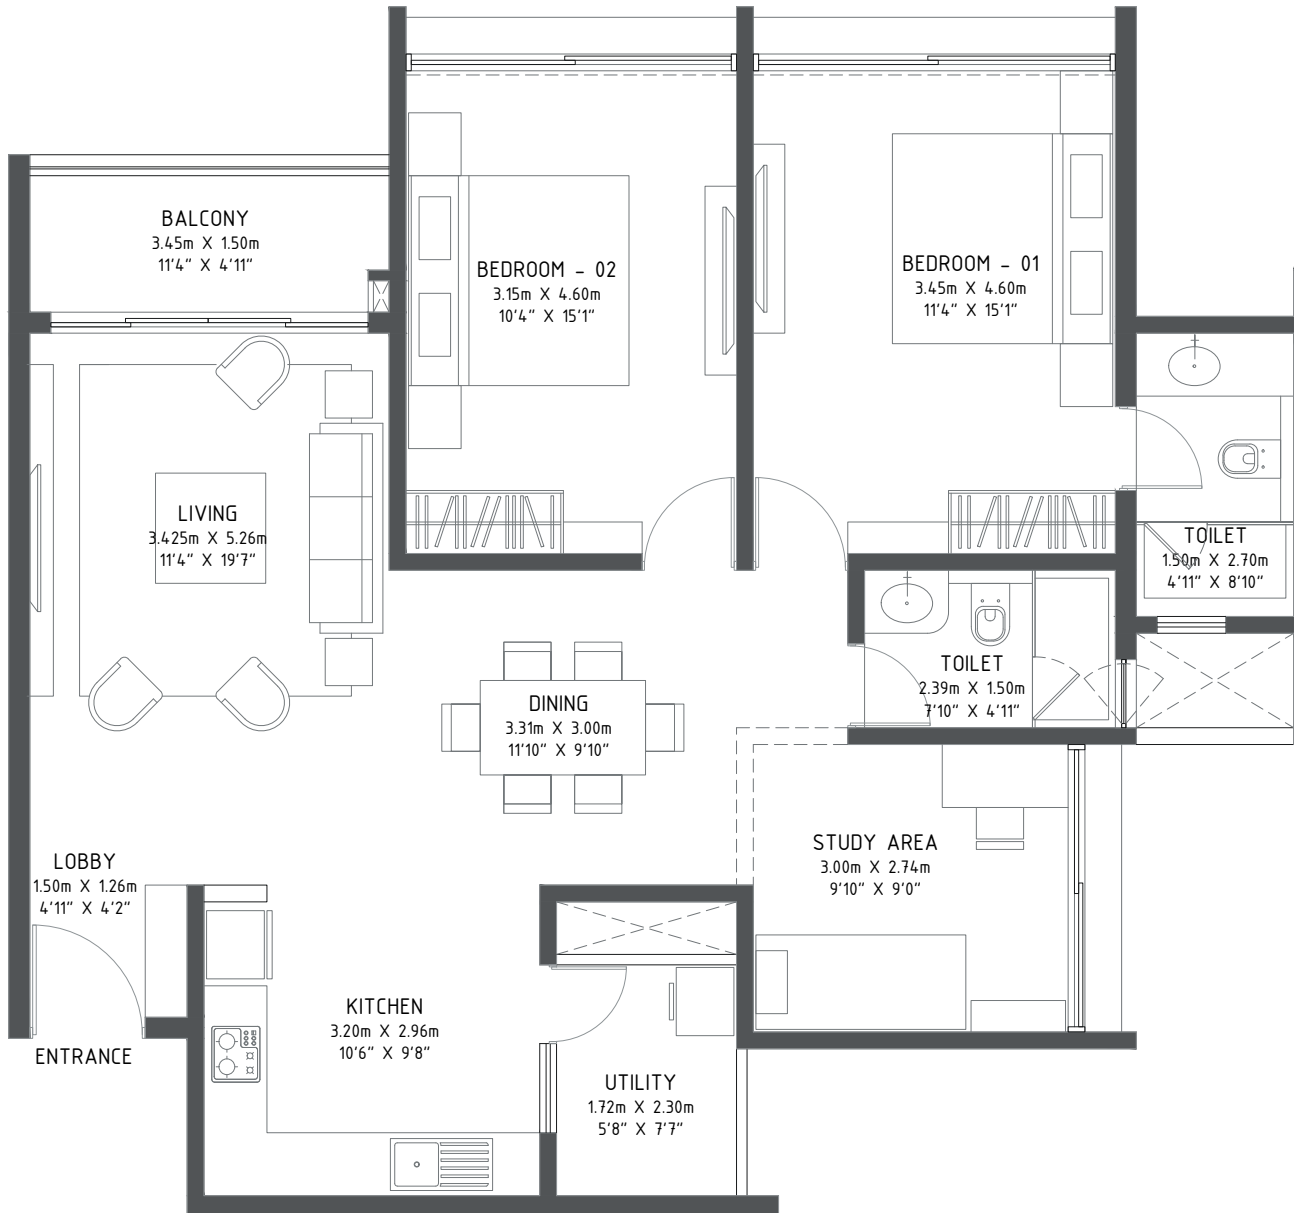 BALCONY
3.45m X 1.50m
11'4" X 4'11"
BEDROOM - 02
3.15m X 4.60m
10'4" X 15'1"
BEDROOM - 01
3.45m X 4.60m
11'4" X 15'1"
LIVING
3.425m X 5.26m
11'4" X 19'7"
TOILET
1.50m X 2.70m
4'11" X 8'10"
TOILET
2.39m X 1.50m
7'10" X 4'11"
DINING
3.31m X 3.00m
11'10" X 9'10"
STUDY AREA
3.00m X 2.74m
9'10" X 9'0"
LOBBY
1.50m X 1.26m
4'11" X 4'2"
KITCHEN
3.20m X 2.96m
10'6" X 9'8"
ENTRANCE
UTILITY
1.72m X 2.30m
5'8" X 7'7"